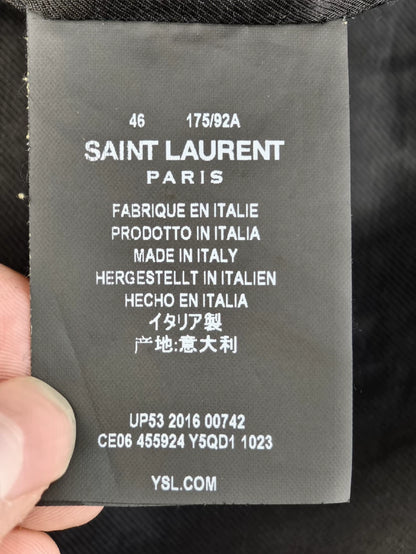 46 175/92A
SAINT LAURENT
PARIS
FABRIQUE EN ITALIE
PRODOTTO IN ITALIA
MADE IN ITALY
HERGESTELLT IN ITALIEN
HECHO EN ITALIA
イタリア製
产地:意大利
UP53 2016 00742
CE06 455924 Y5QD1 1023
YSL.COM